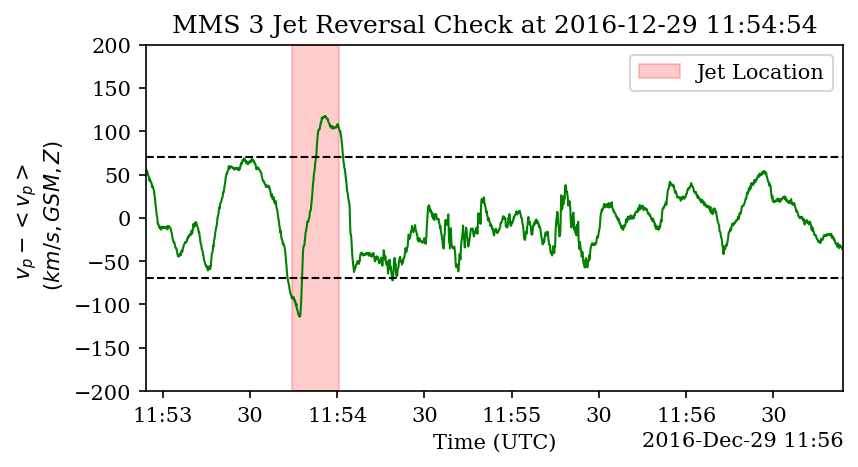 MMS 3 Jet Reversal Check at 2016-12-29 11:54:54
200
150
100
50
0
−50
−100
−150
−200
v_p − < v_p >
(km/s, GSM, Z)
Jet Location
11:53 30 11:54 30 11:55 30 11:56 30
Time (UTC)
2016-Dec-29 11:56